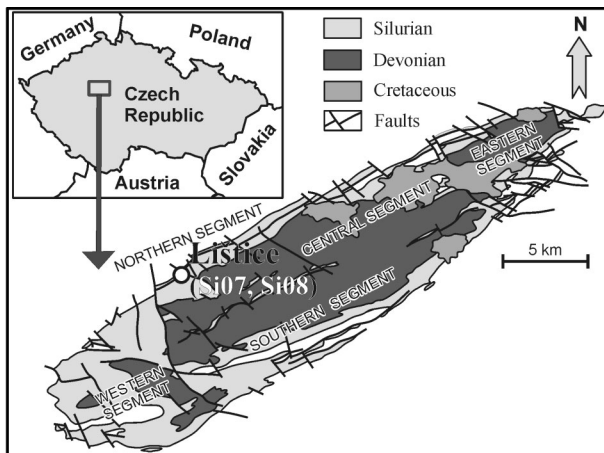 Germany
Poland
Czech
Republic
Slovakia
Austria
Silurian
Devonian
Cretaceous
Faults
N
EASTERN
SEGMENT
CENTRAL SEGMENT
NORTHERN SEGMENT
Listice
(Si07, Si08)
5 km
SOUTHERN SEGMENT
WESTERN
SEGMENT